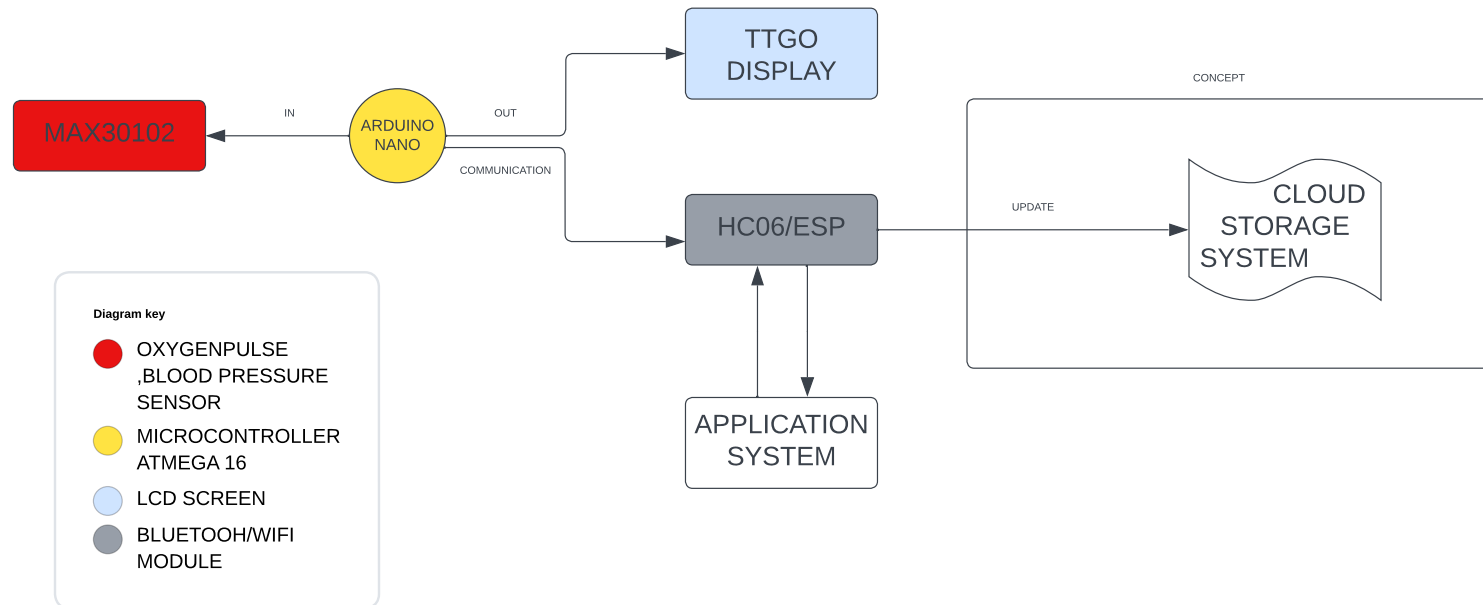 TTGO
DISPLAY
CONCEPT
IN
OUT
MAX30102
ARDUINO
NANO
COMMUNICATION
HC06/ESP
UPDATE
CLOUD
STORAGE
SYSTEM
APPLICATION
SYSTEM
Diagram key
OXYGENPULSE
,BLOOD PRESSURE
SENSOR
MICROCONTROLLER
ATMEGA 16
LCD SCREEN
BLUETOOH/WIFI
MODULE